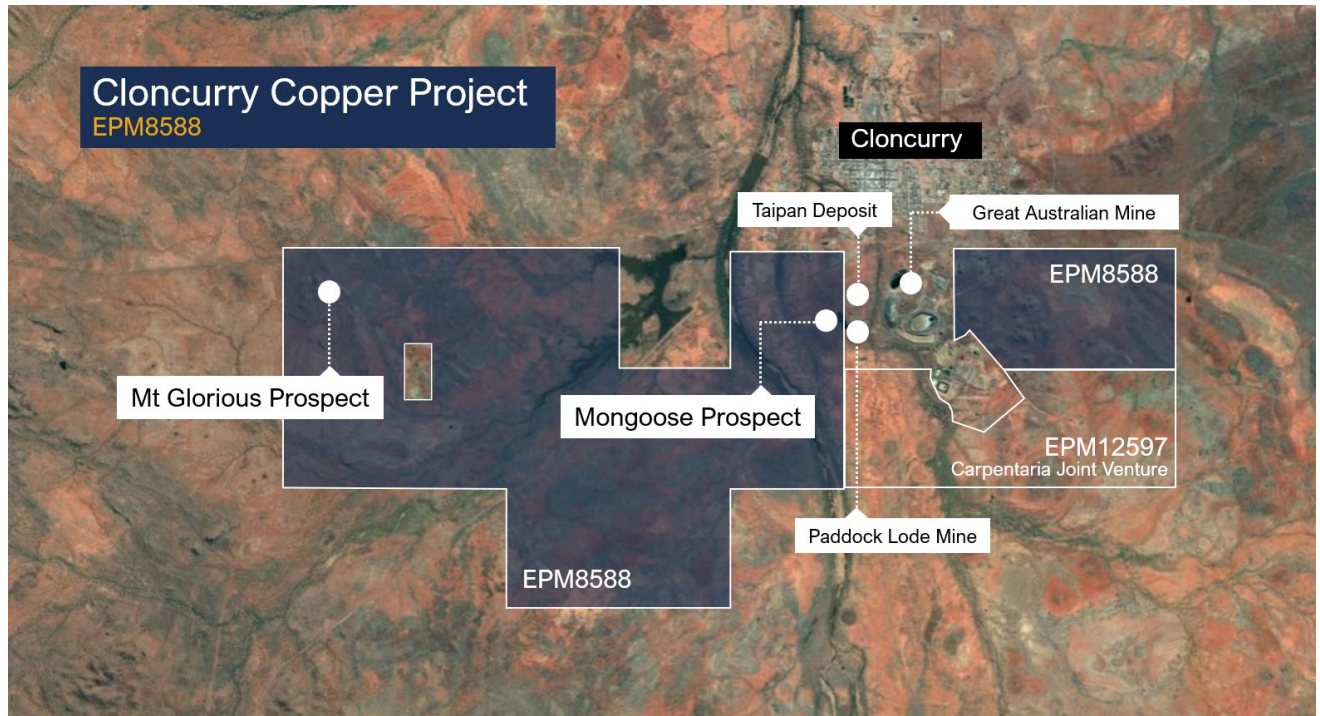 Cloncurry Copper Project
EPM8588
Cloncurry
Taipan Deposit
Great Australian Mine
EPM8588
Mt Glorious Prospect
Mongoose Prospect
EPM12597
Carpentaria Joint Venture
Paddock Lode Mine
EPM8588